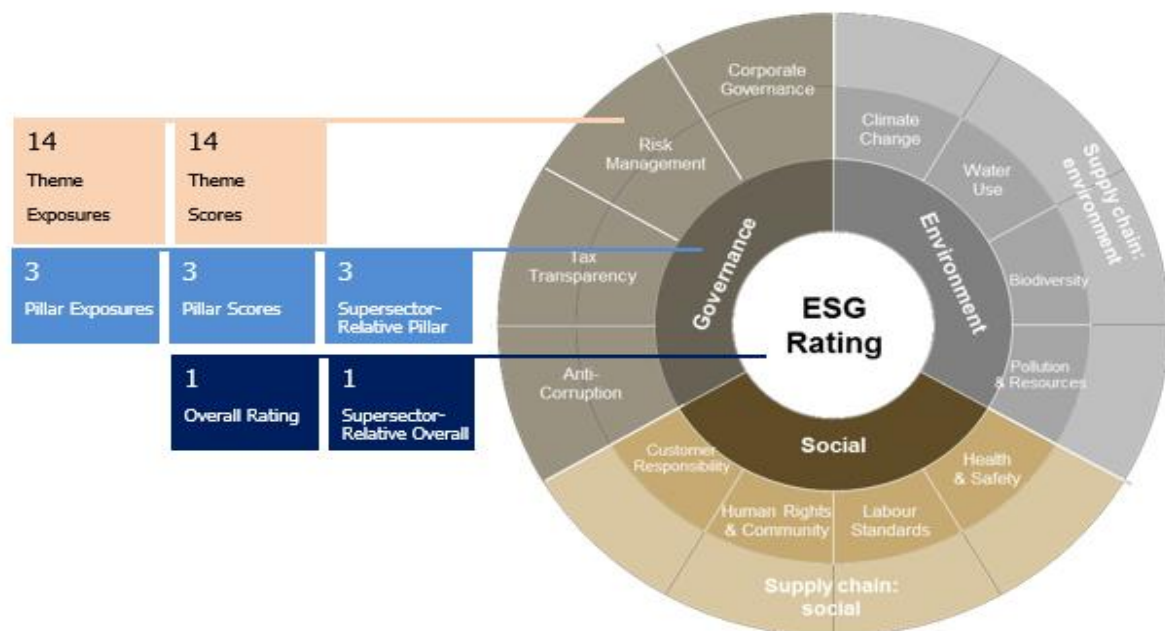 14
Theme
Exposures
14
Theme
Scores
3
Pillar Exposures
3
Pillar Scores
3
Supersector-
Relative Pillar
1
Overall Rating
1
Supersector-
Relative Overall
Corporate
Governance
Risk
Management
Tax
Transparency
Anti-
Corruption
Governance
Climate
Change
Water
Use
Biodiversity
Pollution
& Resources
Environment
Supply chain:
environment
ESG
Rating
Social
Customer
Responsibility
Human Rights
& Community
Labour
Standards
Health
& Safety
Supply chain:
social